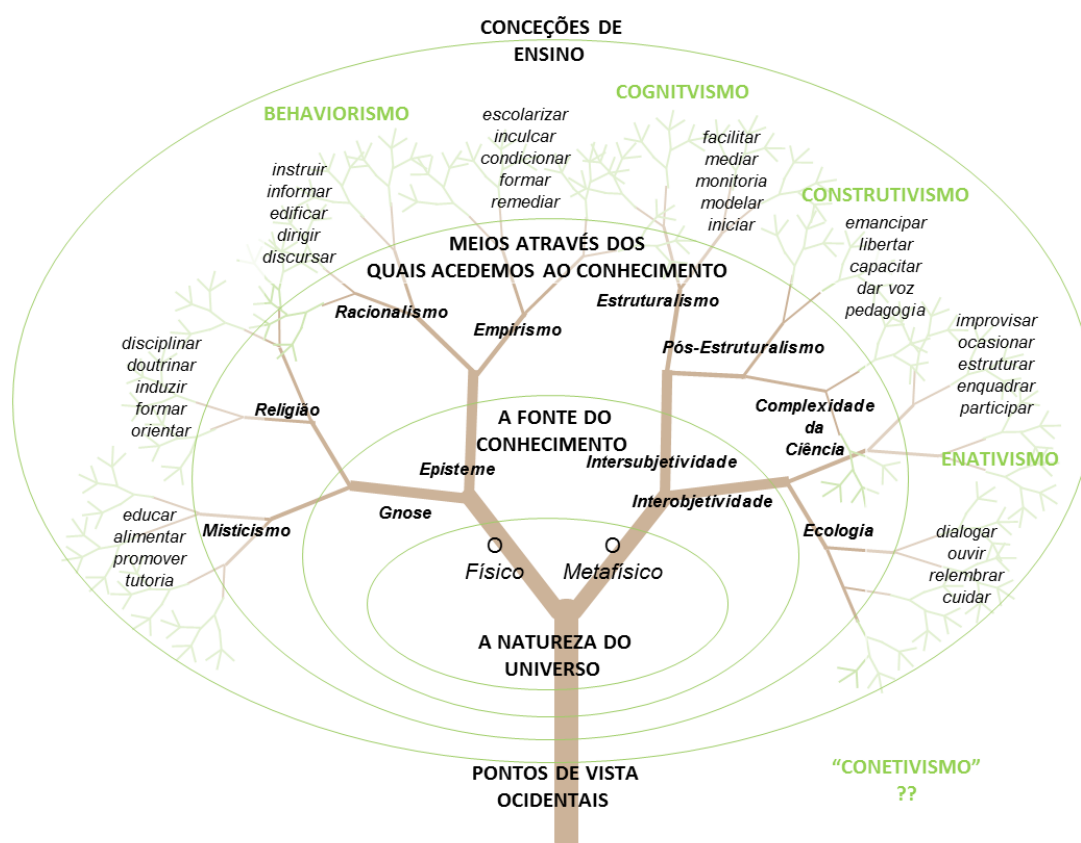 CONCEÇÕES DE
ENSINO
COGNITVISMO
BEHAVIORISMO
escolarizar
inculcar
condicionar
formar
remediar
facilitar
mediar
monitoria
modelar
iniciar
instruir
informar
edificar
dirigir
discursar
CONSTRUTIVISMO
emancipar
libertar
capacitar
dar voz
pedagogia
MEIOS ATRAVÉS DOS
QUAIS ACEDEMOS AO CONHECIMENTO
Racionalismo
Empirismo
Estruturalismo
Pós-Estruturalismo
improvisar
ocasionar
estruturar
enquadrar
participar
disciplinar
doutrinar
induzir
formar
orientar
Religião
A FONTE DO
CONHECIMENTO
Complexidade
da
Ciência
Episteme
Intersubjetividade
ENATIVISMO
Gnose
Interobjetividade
educar
alimentar
promover
tutoria
Misticismo
Ecologia
dialogar
ouvir
relembrar
cuidar
O
Físico
O
Metafísico
A NATUREZA DO
UNIVERSO
PONTOS DE VISTA
OCIDENTAIS
“CONETIVISMO”
??